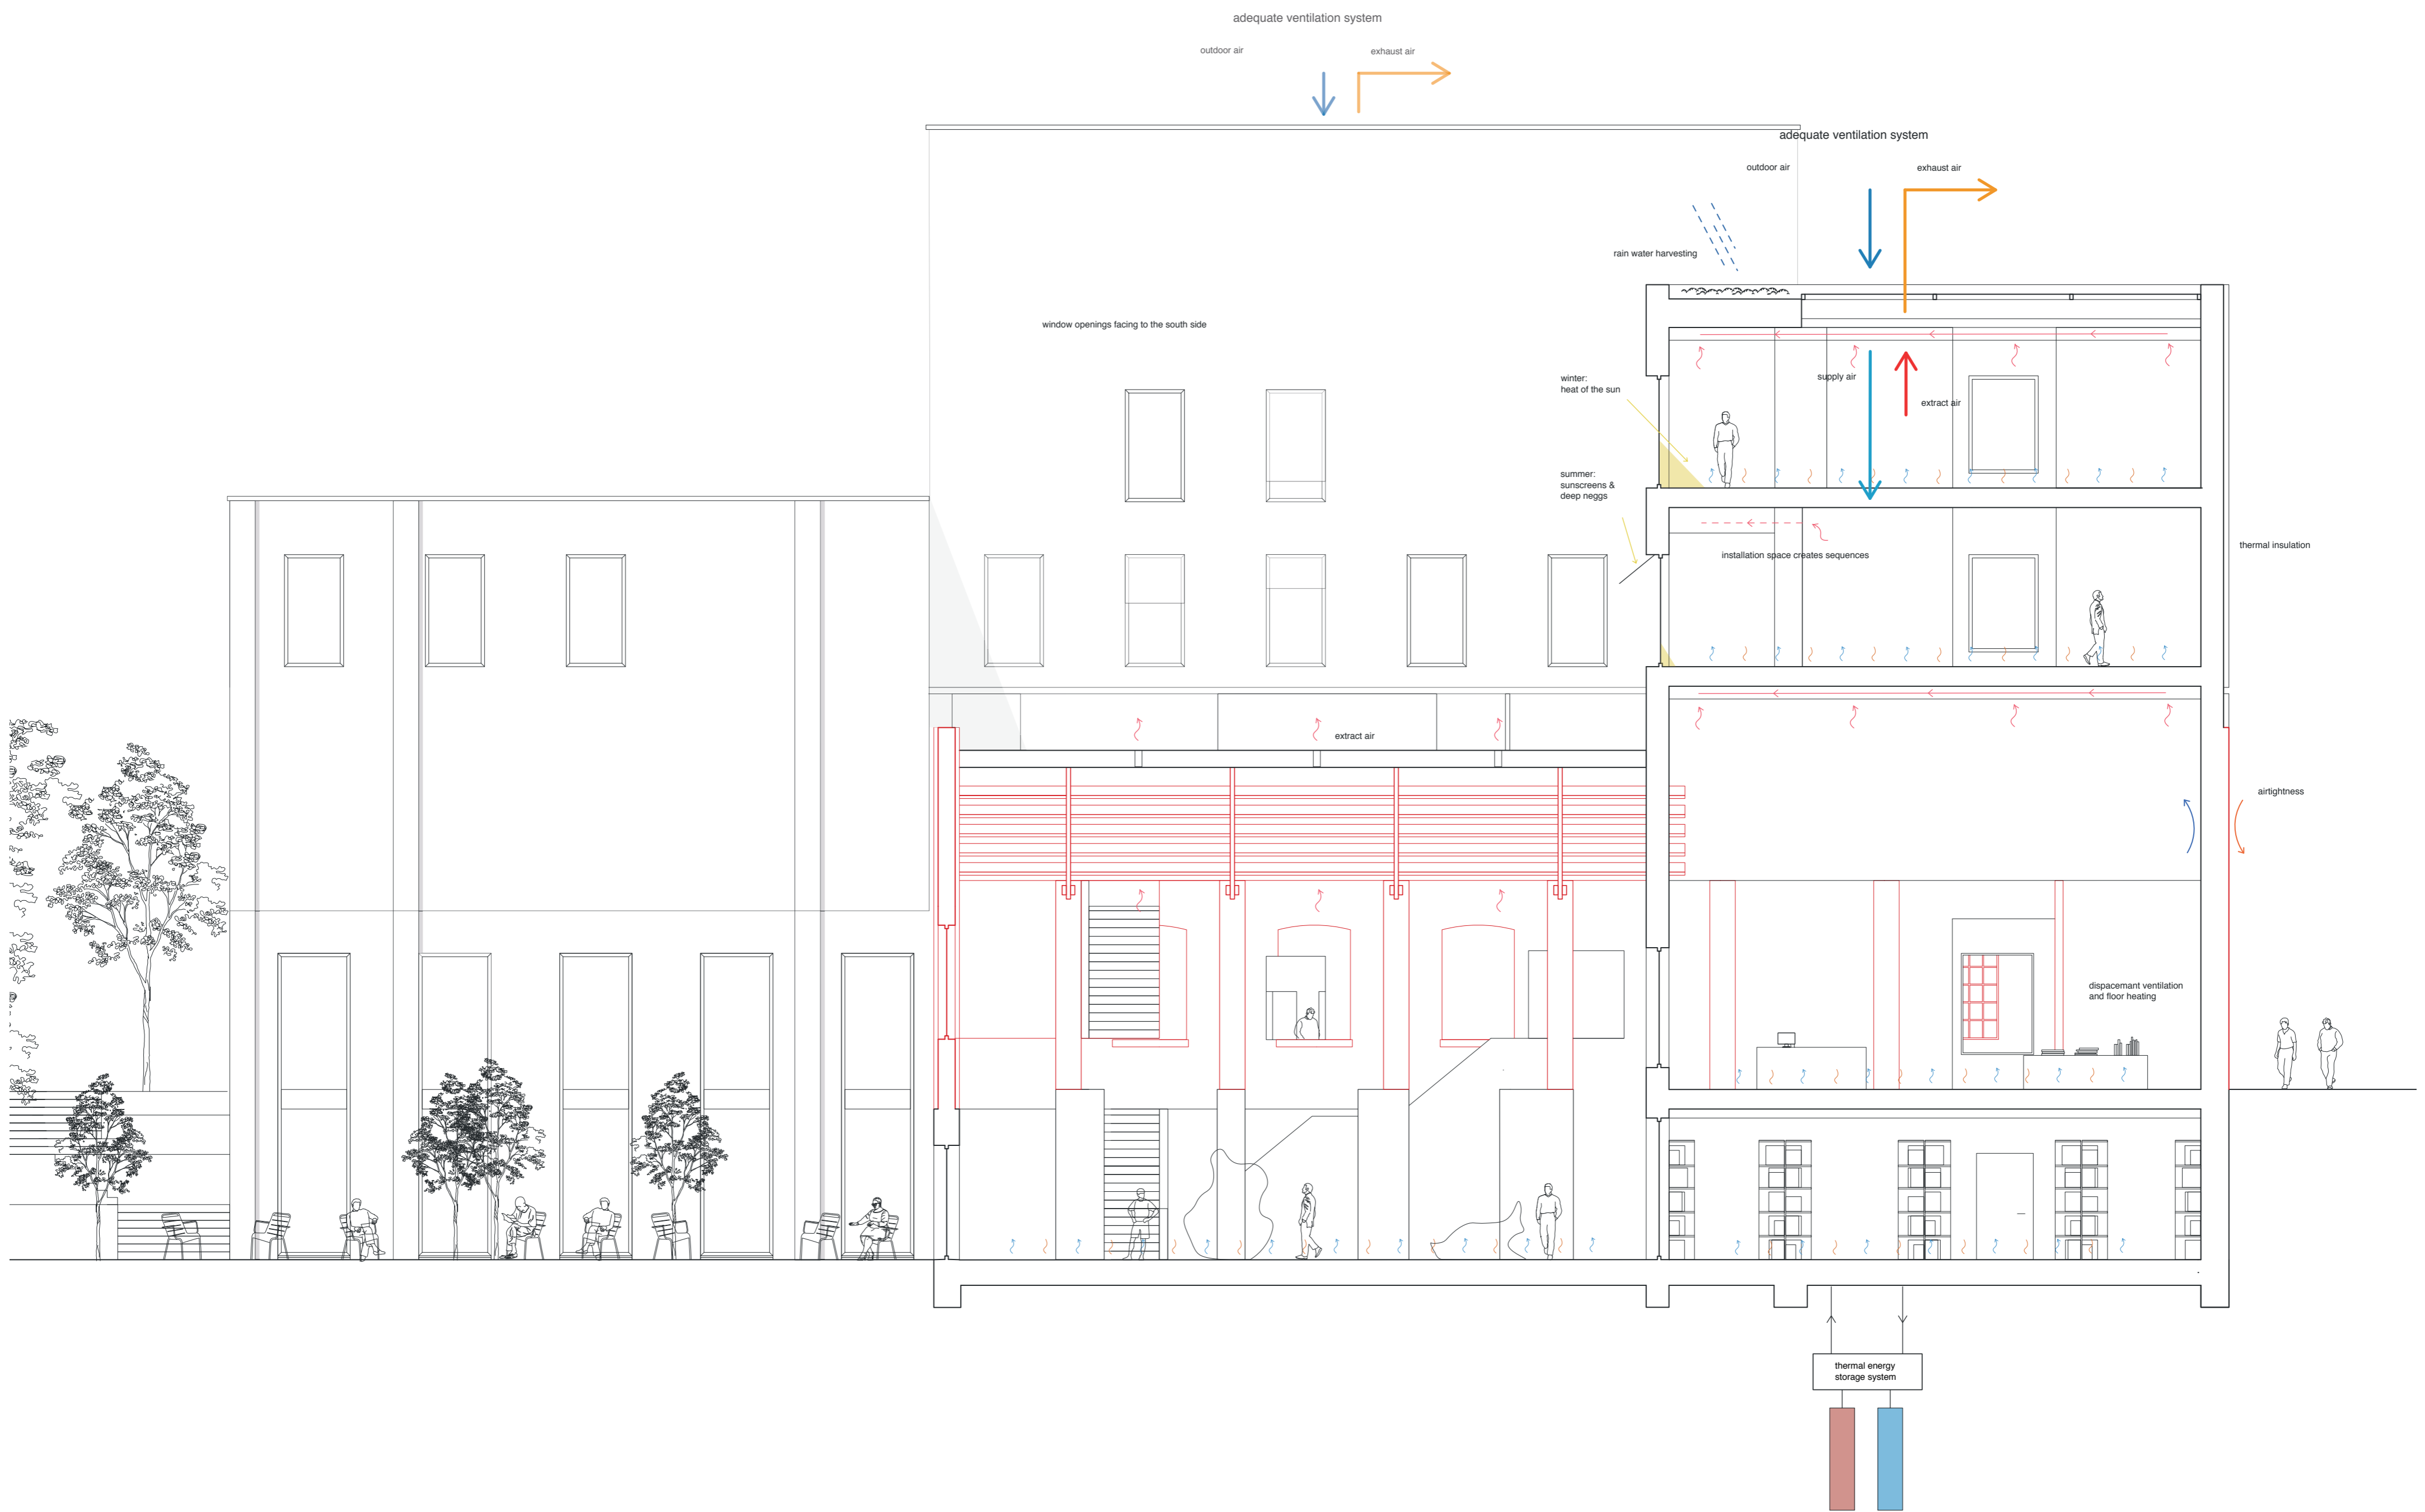 adequate ventilation system
outdoor air
exhaust air
adequate ventilation system
outdoor air
exhaust air
rain water harvesting
window openings facing to the south side
winter:
heat of the sun
supply air
extract air
summer:
sunscreens &
deep neggs
installation space creates sequences
thermal insulation
extract air
airtightness
dispacemant ventilation
and floor heating
thermal energy
storage system